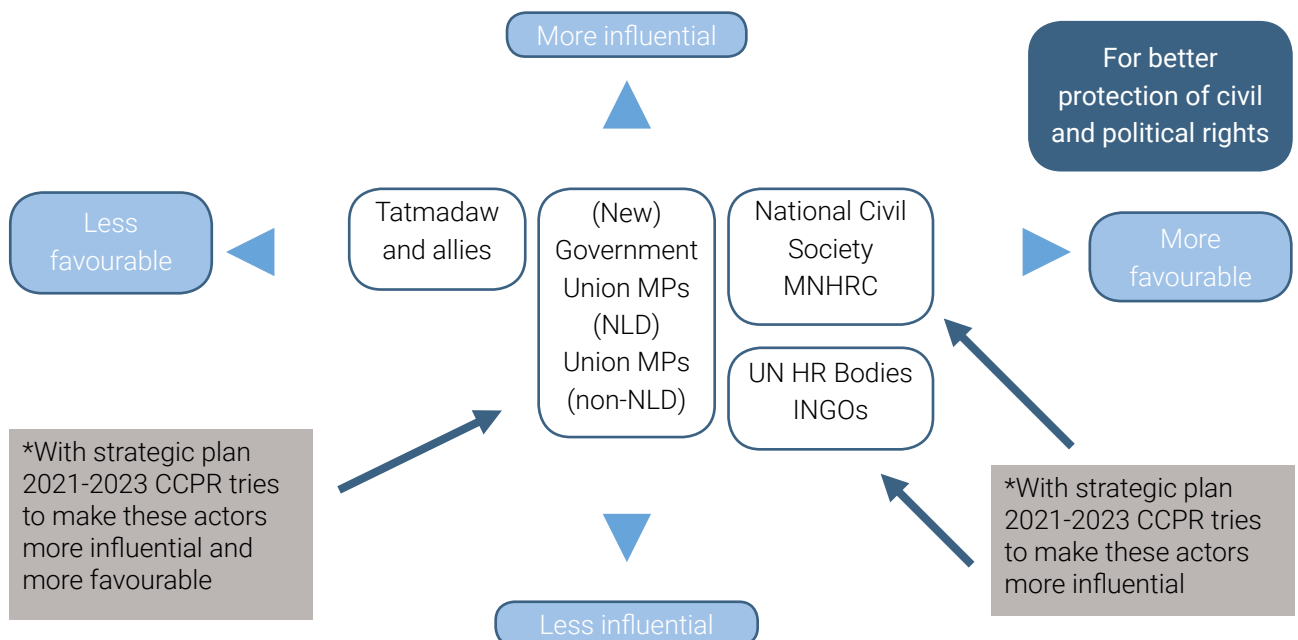 More influential
For better
protection of civil
and political rights
Less
favourable
Tatmadaw
and allies
(New)
Government
Union MPs
(NLD)
Union MPs
(non-NLD)
National Civil
Society
MNHRC
More
favourable
UN HR Bodies
INGOs
*With strategic plan
2021-2023 CCPR tries
to make these actors
more influential and
more favourable
*With strategic plan
2021-2023 CCPR tries
to make these actors
more influential
Less influential